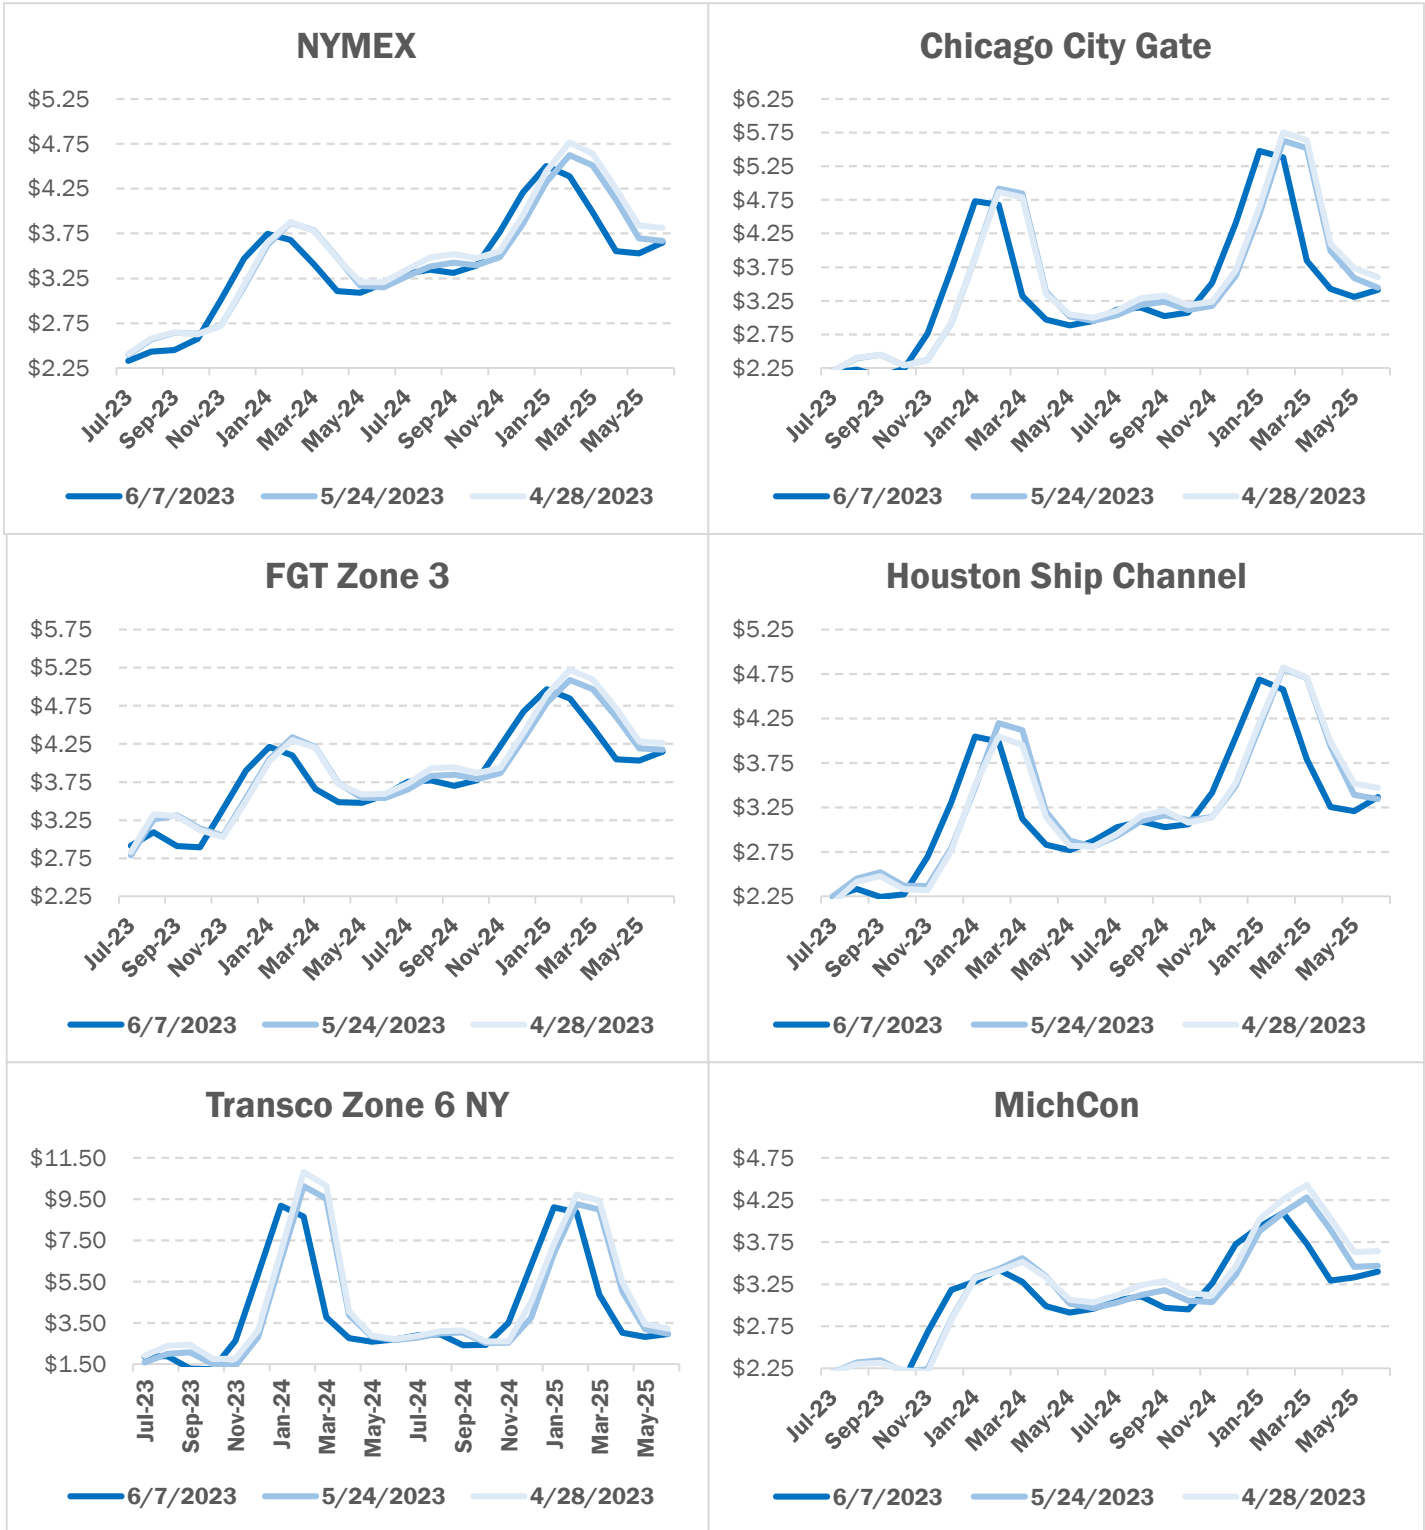 NYMEX
$5.25
$4.75
$4.25
$3.75
$3.25
$2.75
$2.25
Jul-23 Sep-23 Nov-23 Jan-24 Mar-24 May-24 Jul-24 Sep-24 Nov-24 Jan-25 Mar-25 May-25
6/7/2023 5/24/2023 4/28/2023
Chicago City Gate
$6.25
$5.75
$5.25
$4.75
$4.25
$3.75
$3.25
$2.75
$2.25
Jul-23 Sep-23 Nov-23 Jan-24 Mar-24 May-24 Jul-24 Sep-24 Nov-24 Jan-25 Mar-25 May-25
6/7/2023 5/24/2023 4/28/2023
FGT Zone 3
$5.75
$5.25
$4.75
$4.25
$3.75
$3.25
$2.75
$2.25
Jul-23 Sep-23 Nov-23 Jan-24 Mar-24 May-24 Jul-24 Sep-24 Nov-24 Jan-25 Mar-25 May-25
6/7/2023 5/24/2023 4/28/2023
Houston Ship Channel
$5.25
$4.75
$4.25
$3.75
$3.25
$2.75
$2.25
Jul-23 Sep-23 Nov-23 Jan-24 Mar-24 May-24 Jul-24 Sep-24 Nov-24 Jan-25 Mar-25 May-25
6/7/2023 5/24/2023 4/28/2023
Transco Zone 6 NY
$11.50
$9.50
$7.50
$5.50
$3.50
$1.50
Jul-23 Sep-23 Nov-23 Jan-24 Mar-24 May-24 Jul-24 Sep-24 Nov-24 Jan-25 Mar-25 May-25
6/7/2023 5/24/2023 4/28/2023
MichCon
$4.75
$4.25
$3.75
$3.25
$2.75
$2.25
Jul-23 Sep-23 Nov-23 Jan-24 Mar-24 May-24 Jul-24 Sep-24 Nov-24 Jan-25 Mar-25 May-25
6/7/2023 5/24/2023 4/28/2023